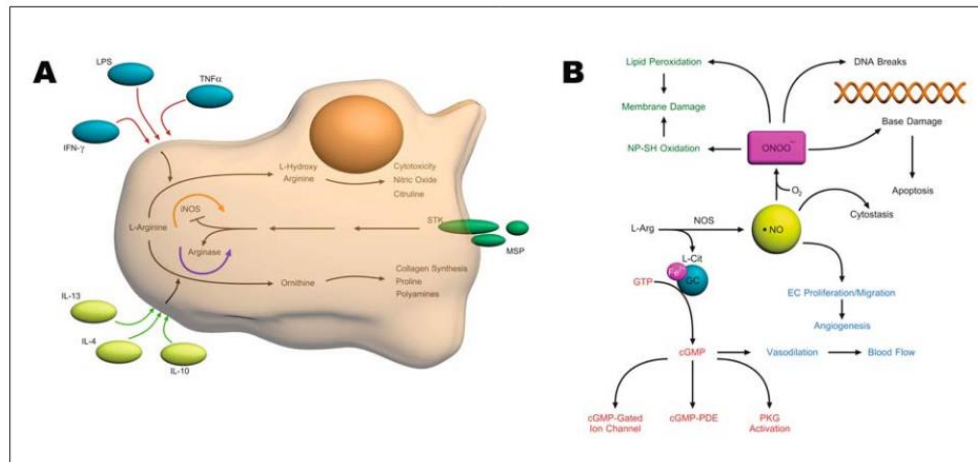 A
LPS
TNFα
IFN-γ
L-Hydroxy
Arginine
Cytotoxicity
Nitric Oxide
Citruline
iNOS
L-Arginine
STK
MSP
Arginase
Ornithine
Collagen Synthesis
Proline
Polyamines
IL-13
IL-4
IL-10
B
Lipid Peroxidation
DNA Breaks
Membrane Damage
Base Damage
NP-SH Oxidation
ONOO⁻
O₂
Apoptosis
Cytostasis
L-Arg
NOS
•NO
L-Cit
Fe
GC
GTP
EC Proliferation/Migration
Angiogenesis
cGMP
Vasodilation
Blood Flow
cGMP-Gated
Ion Channel
cGMP-PDE
PKG
Activation